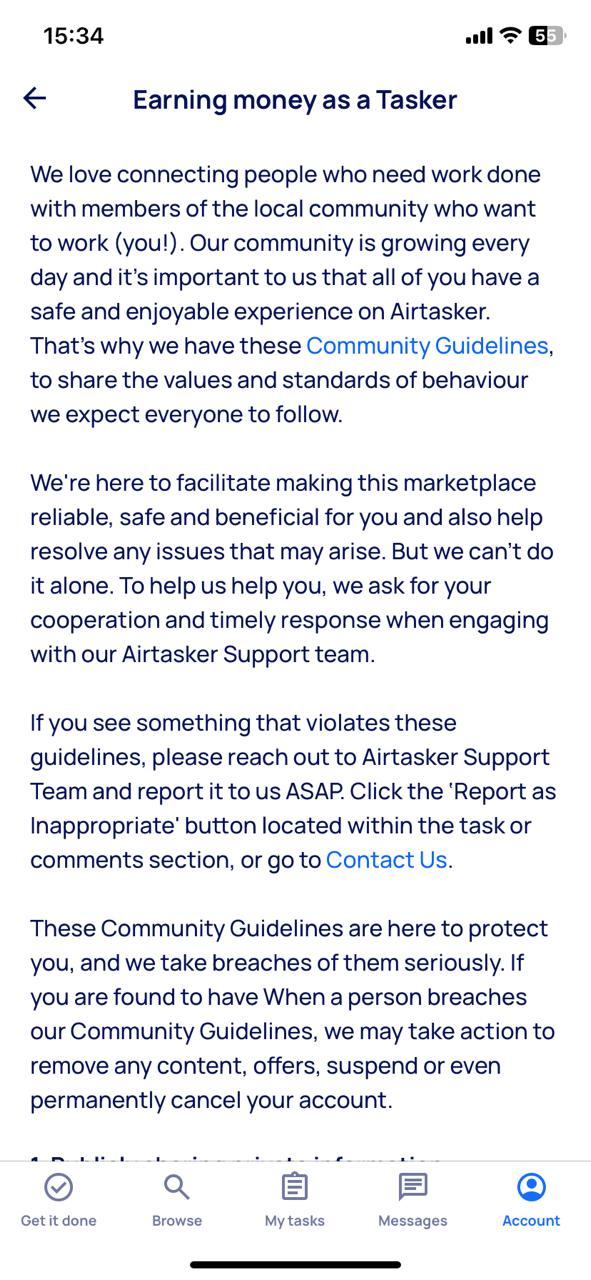 15:34
55
Earning money as a Tasker
We love connecting people who need work done
with members of the local community who want
to work (you!). Our community is growing every
day and it's important to us that all of you have a
safe and enjoyable experience on Airtasker.
That's why we have these Community Guidelines,
to share the values and standards of behaviour
we expect everyone to follow.
We're here to facilitate making this marketplace
reliable, safe and beneficial for you and also help
resolve any issues that may arise. But we can't do
it alone. To help us help you, we ask for your
cooperation and timely response when engaging
with our Airtasker Support team.
If you see something that violates these
guidelines, please reach out to Airtasker Support
Team and report it to us ASAP. Click the 'Report as
Inappropriate' button located within the task or
comments section, or go to Contact Us.
These Community Guidelines are here to protect
you, and we take breaches of them seriously. If
you are found to have When a person breaches
our Community Guidelines, we may take action to
remove any content, offers, suspend or even
permanently cancel your account.
1. Publicly sharing private information
Get it done
Browse
My tasks
Messages
Account